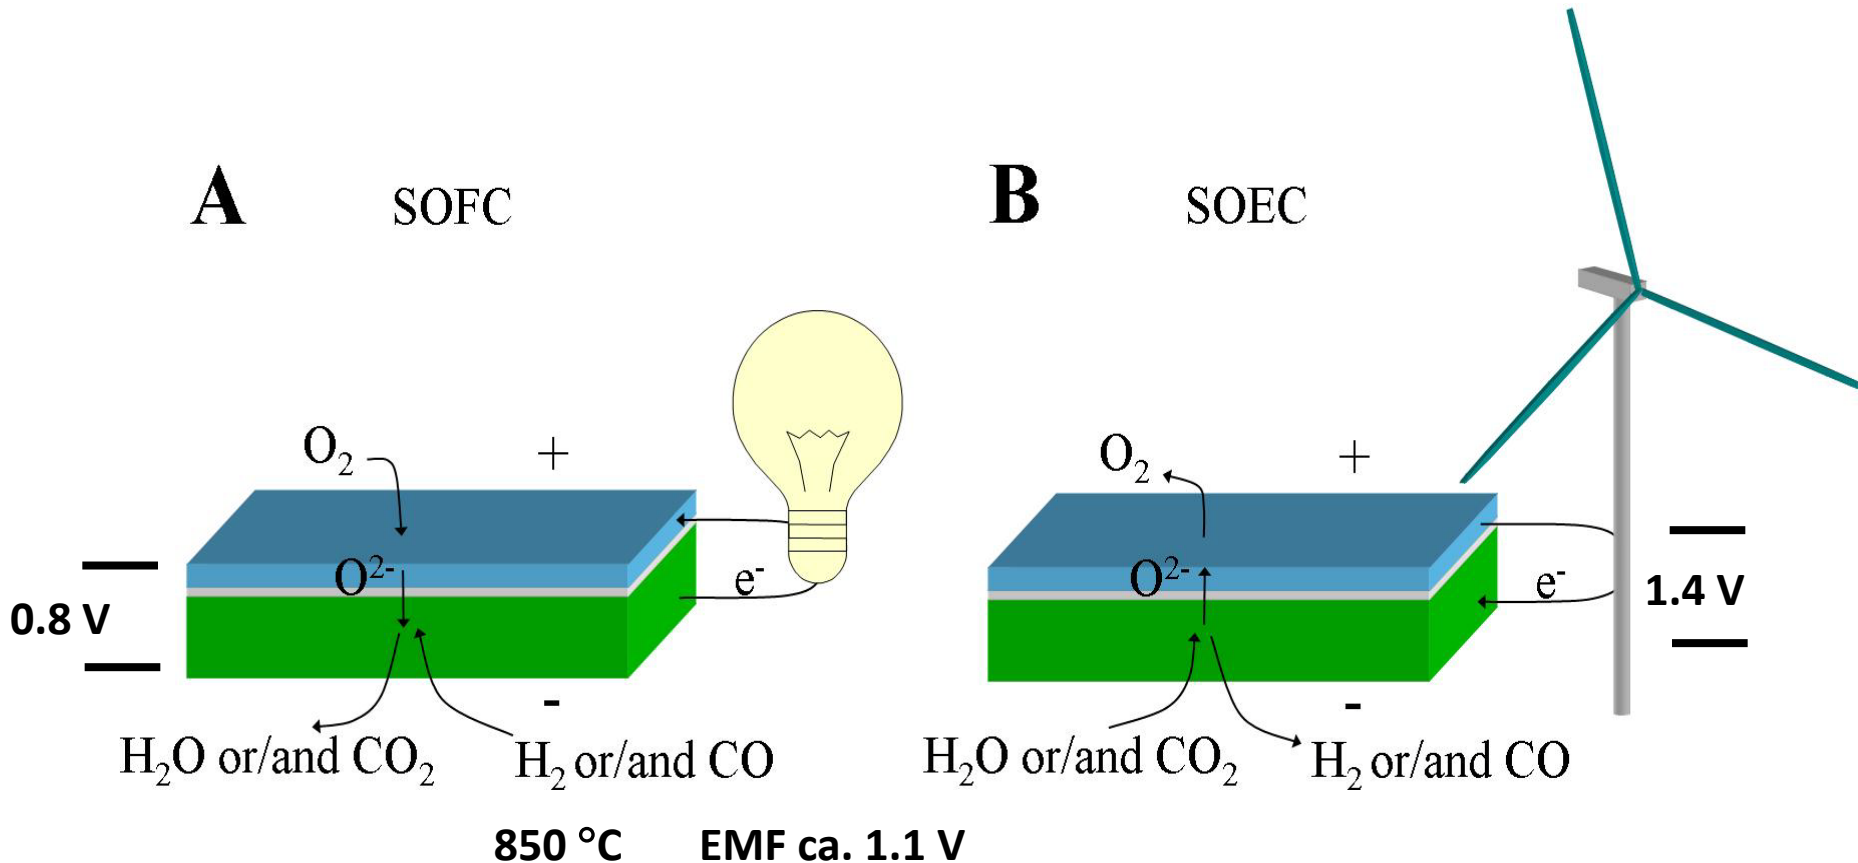 A SOFC
B SOEC
O₂ +
O²⁻
e⁻
0.8 V
-
H₂O or/and CO₂ H₂ or/and CO
O₂ +
O²⁻
e⁻
1.4 V
-
H₂O or/and CO₂ H₂ or/and CO
850 °C EMF ca. 1.1 V